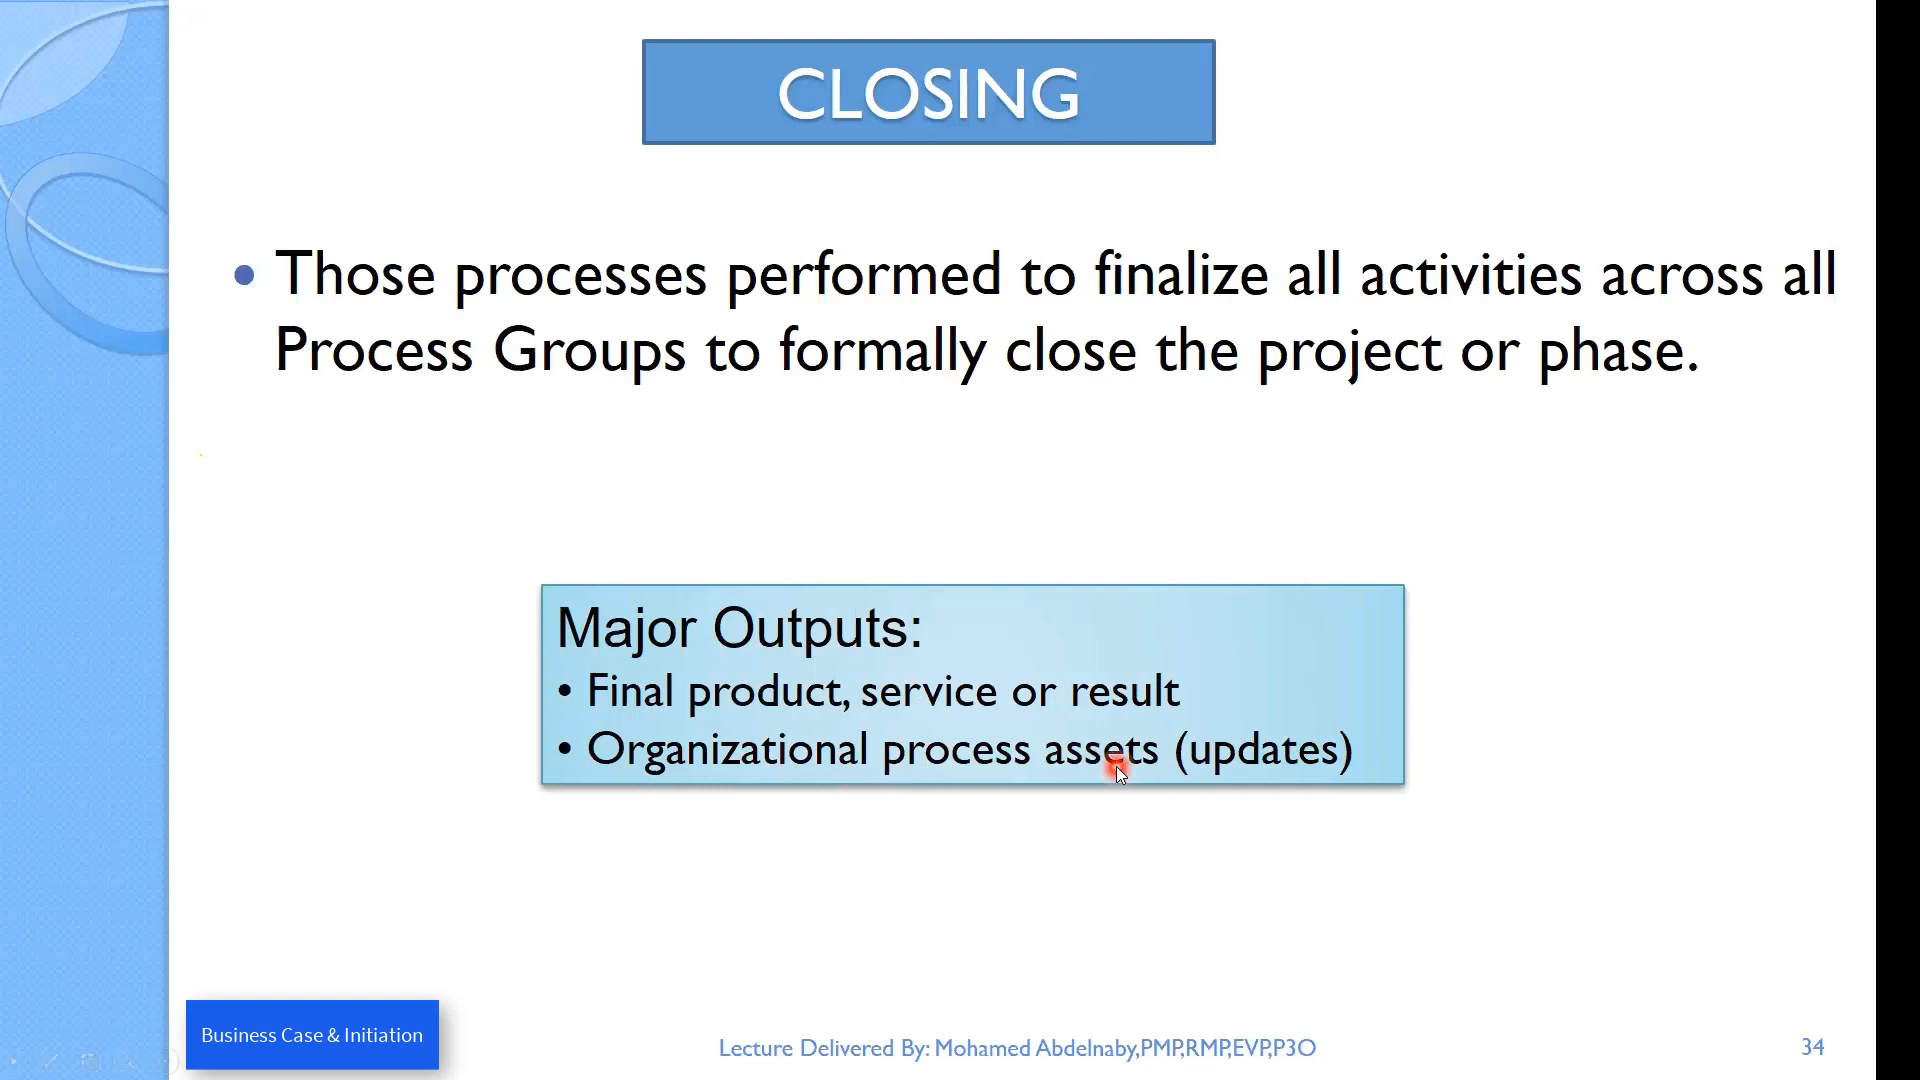 CLOSING
• Those processes performed to finalize all activities across all
Process Groups to formally close the project or phase.
Major Outputs:
• Final product, service or result
• Organizational process assets (updates)
Business Case & Initiation
Lecture Delivered By: Mohamed Abdelnaby,PMP,RMP,EVP,P3O
34